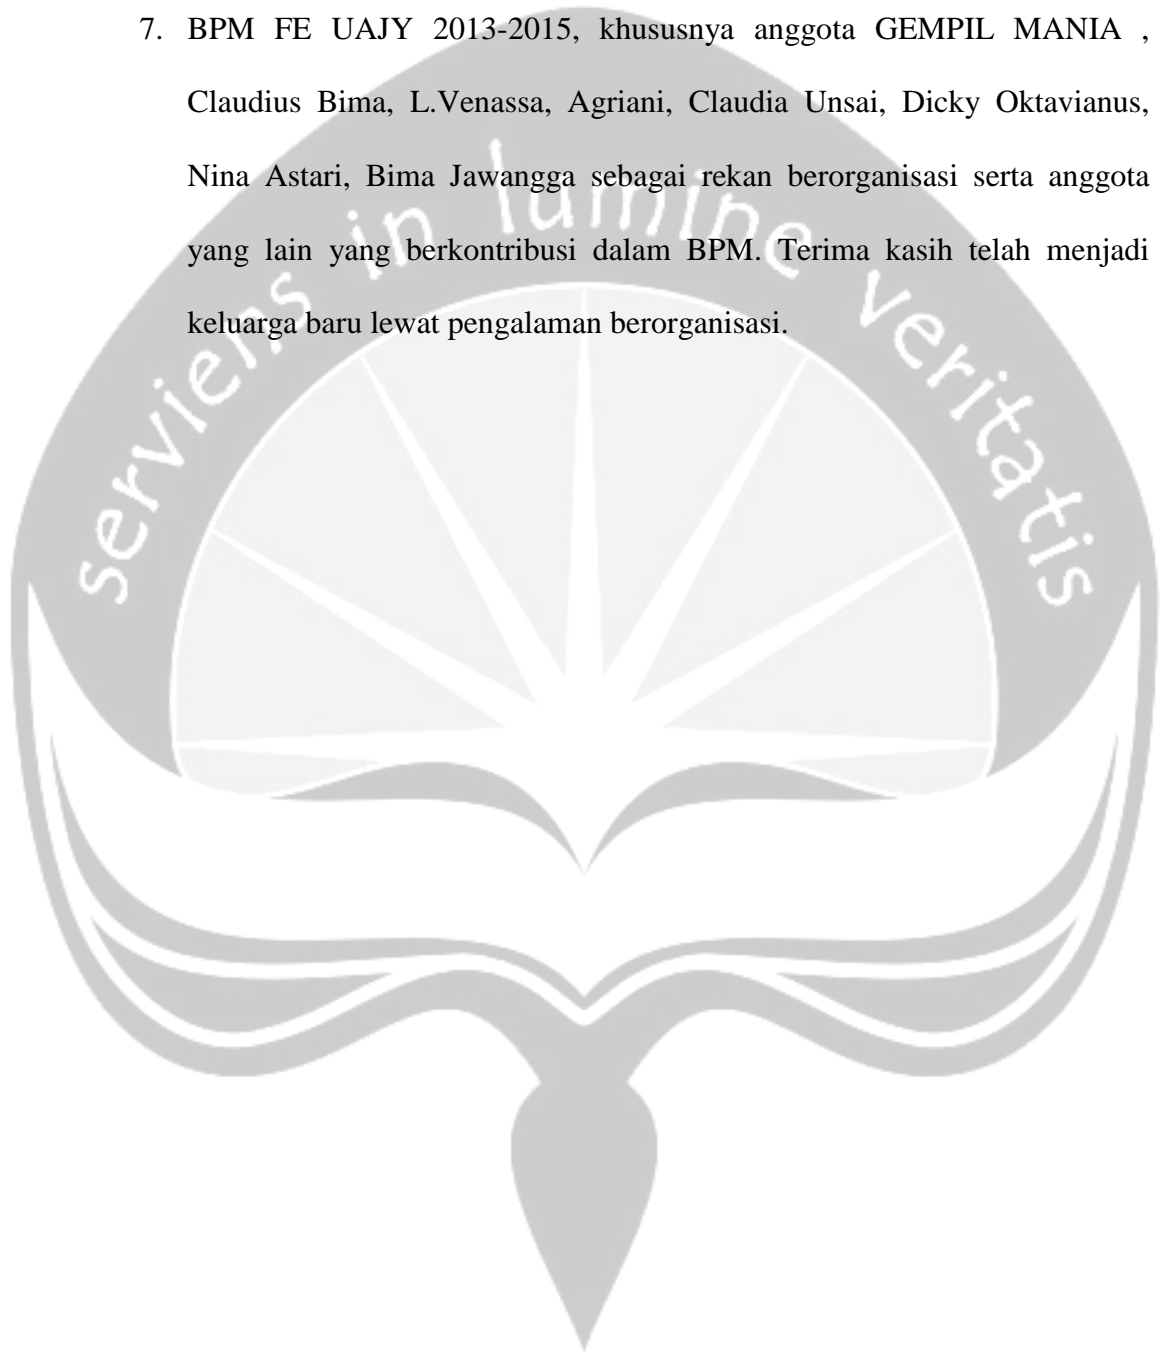 7. BPM FE UAJY 2013-2015, khususnya anggota GEMPIL MANIA ,
Claudius Bima, L.Venassa, Agriani, Claudia Unsai, Dicky Oktavianus,
Nina Astari, Bima Jawangga sebagai rekan berorganisasi serta anggota
yang lain yang berkontribusi dalam BPM. Terima kasih telah menjadi
keluarga baru lewat pengalaman berorganisasi.
serviens in lumine veritatis